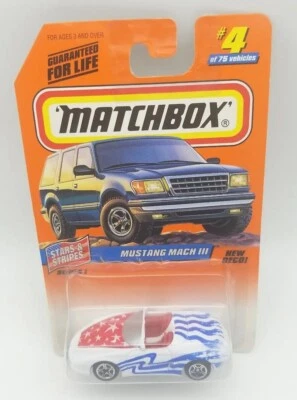 FOR AGES 3 AND OVER
GUARANTEED
FOR LIFE
#4
of 75 vehicles
'MATCHBOX'®
MUSTANG MACH III
STARS &
STRIPES
NEW
DECO!